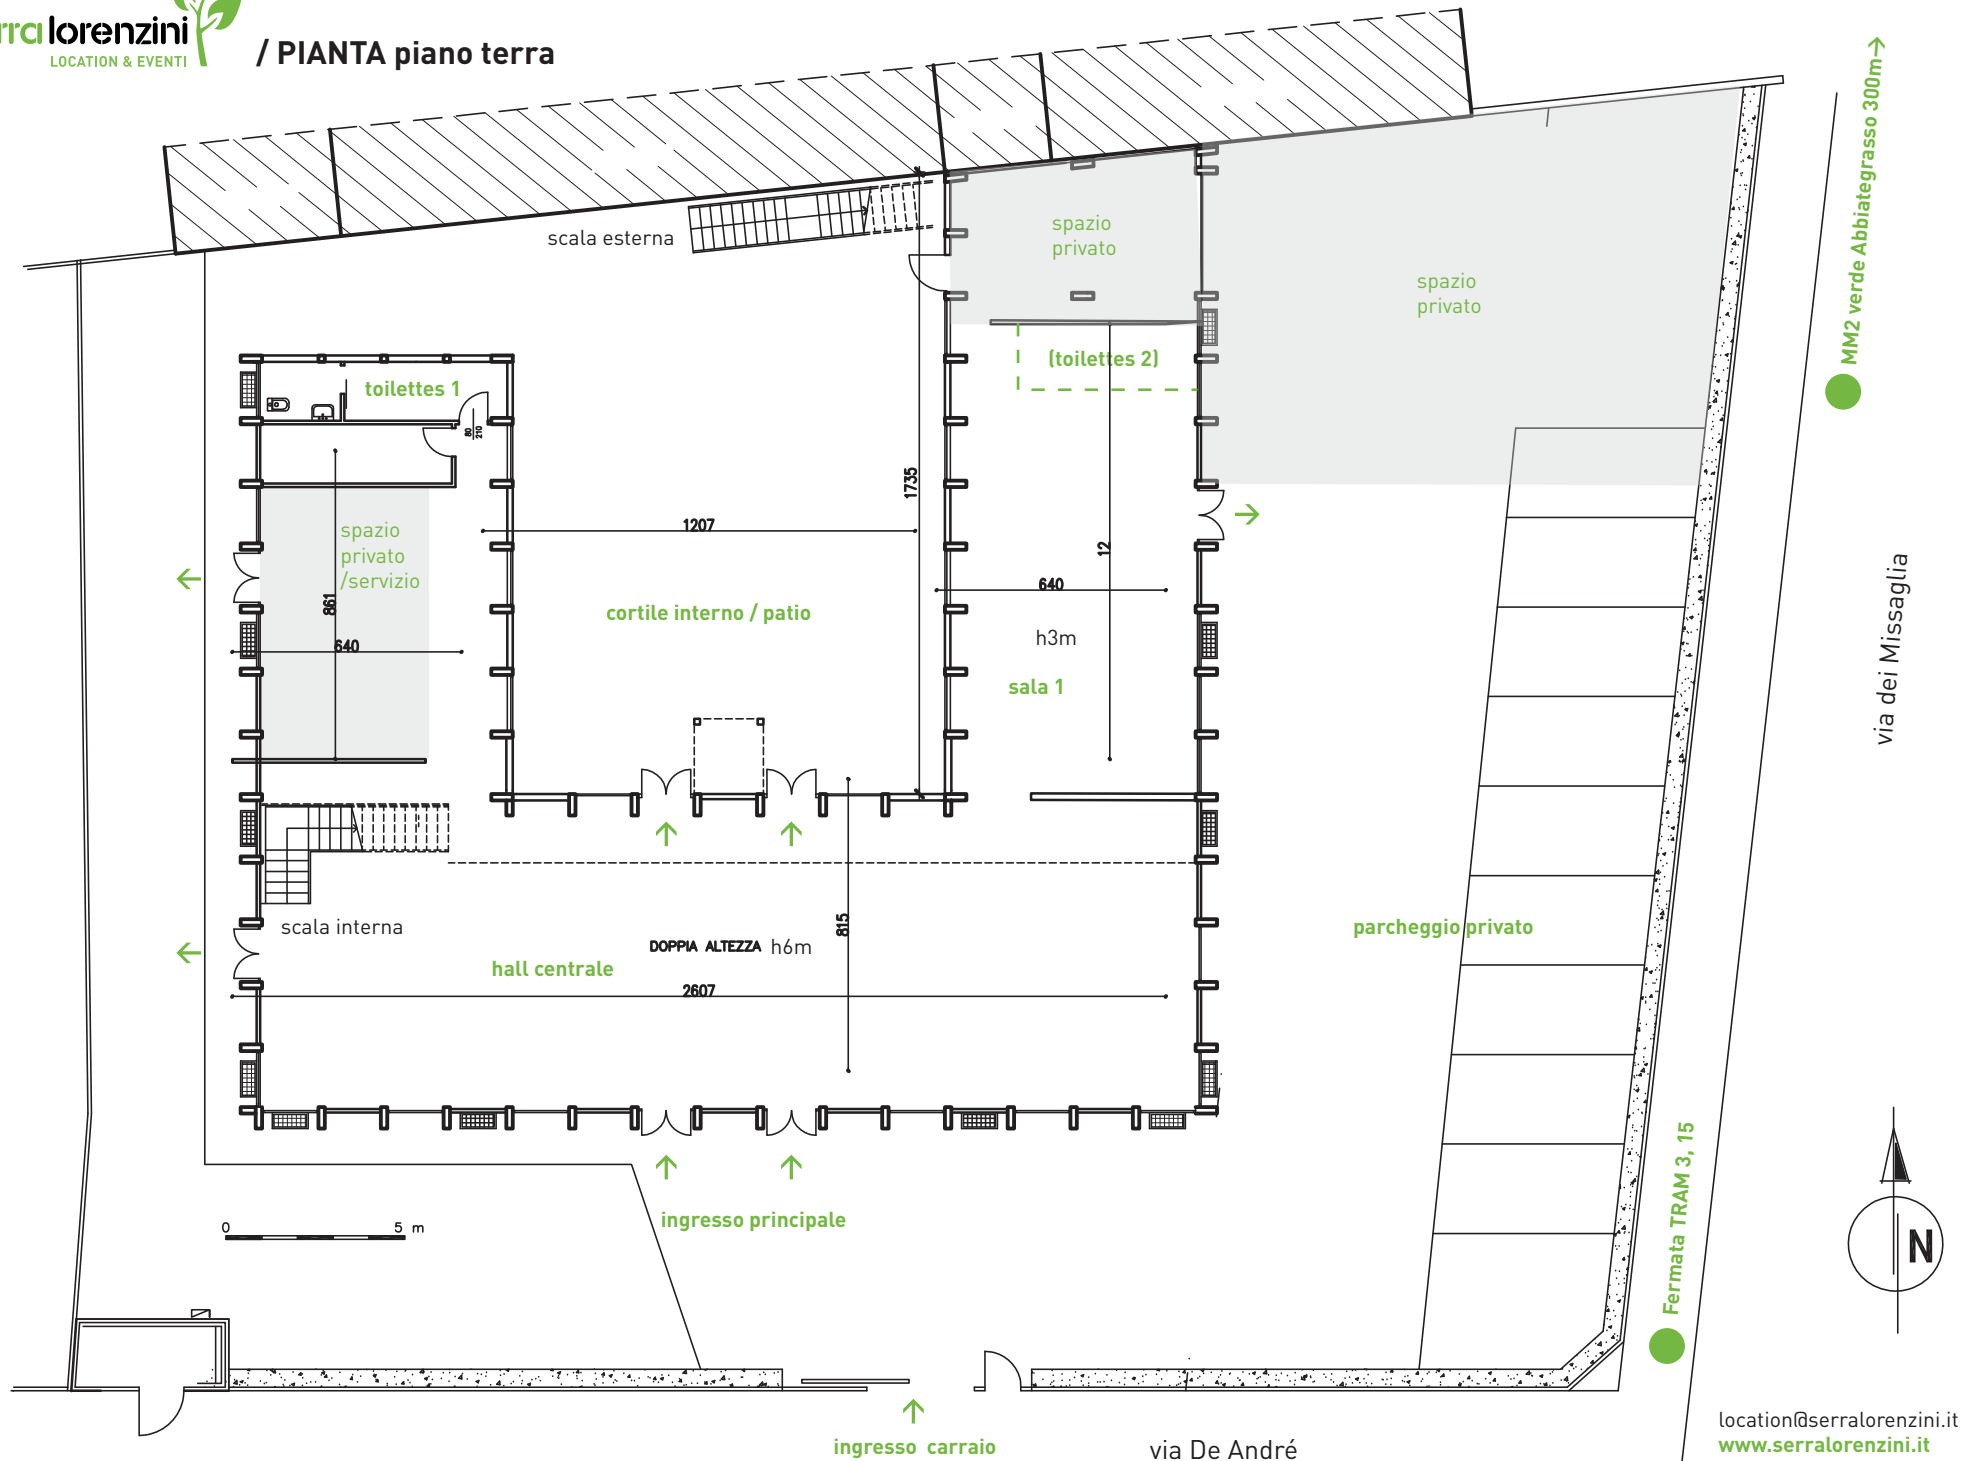 rra lorenzini
LOCATION & EVENTI
/ PIANTA piano terra
MM2 verde Abbiategrasso 300m→
scala esterna
spazio
privato
spazio
privato
(toilettes 2)
toilettes 1
80
210
1735
spazio
privato
/servizio
861
640
1207
12
640
cortile interno / patio
h3m
sala 1
via dei Missaglia
scala interna
815
DOPPIA ALTEZZA h6m
hall centrale
2607
parcheggio privato
Fermata TRAM 3, 15
ingresso principale
0 5 m
N
ingresso carraio
via De André
location@serralorenzini.it
www.serralorenzini.it